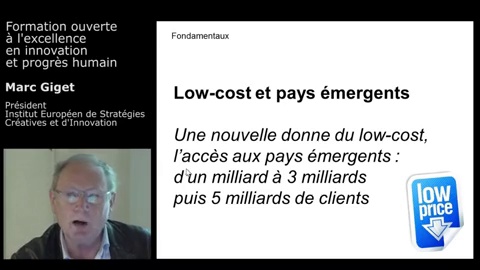 Formation ouverte
à l'excellence
en innovation
et progrès humain
Marc Giget
Président
Institut Européen de Stratégies
Créatives et d'Innovation
Fondamentaux
Low-cost et pays émergents
Une nouvelle donne du low-cost,
l'accès aux pays émergents :
d'un milliard à 3 milliards
puis 5 milliards de clients
low
price